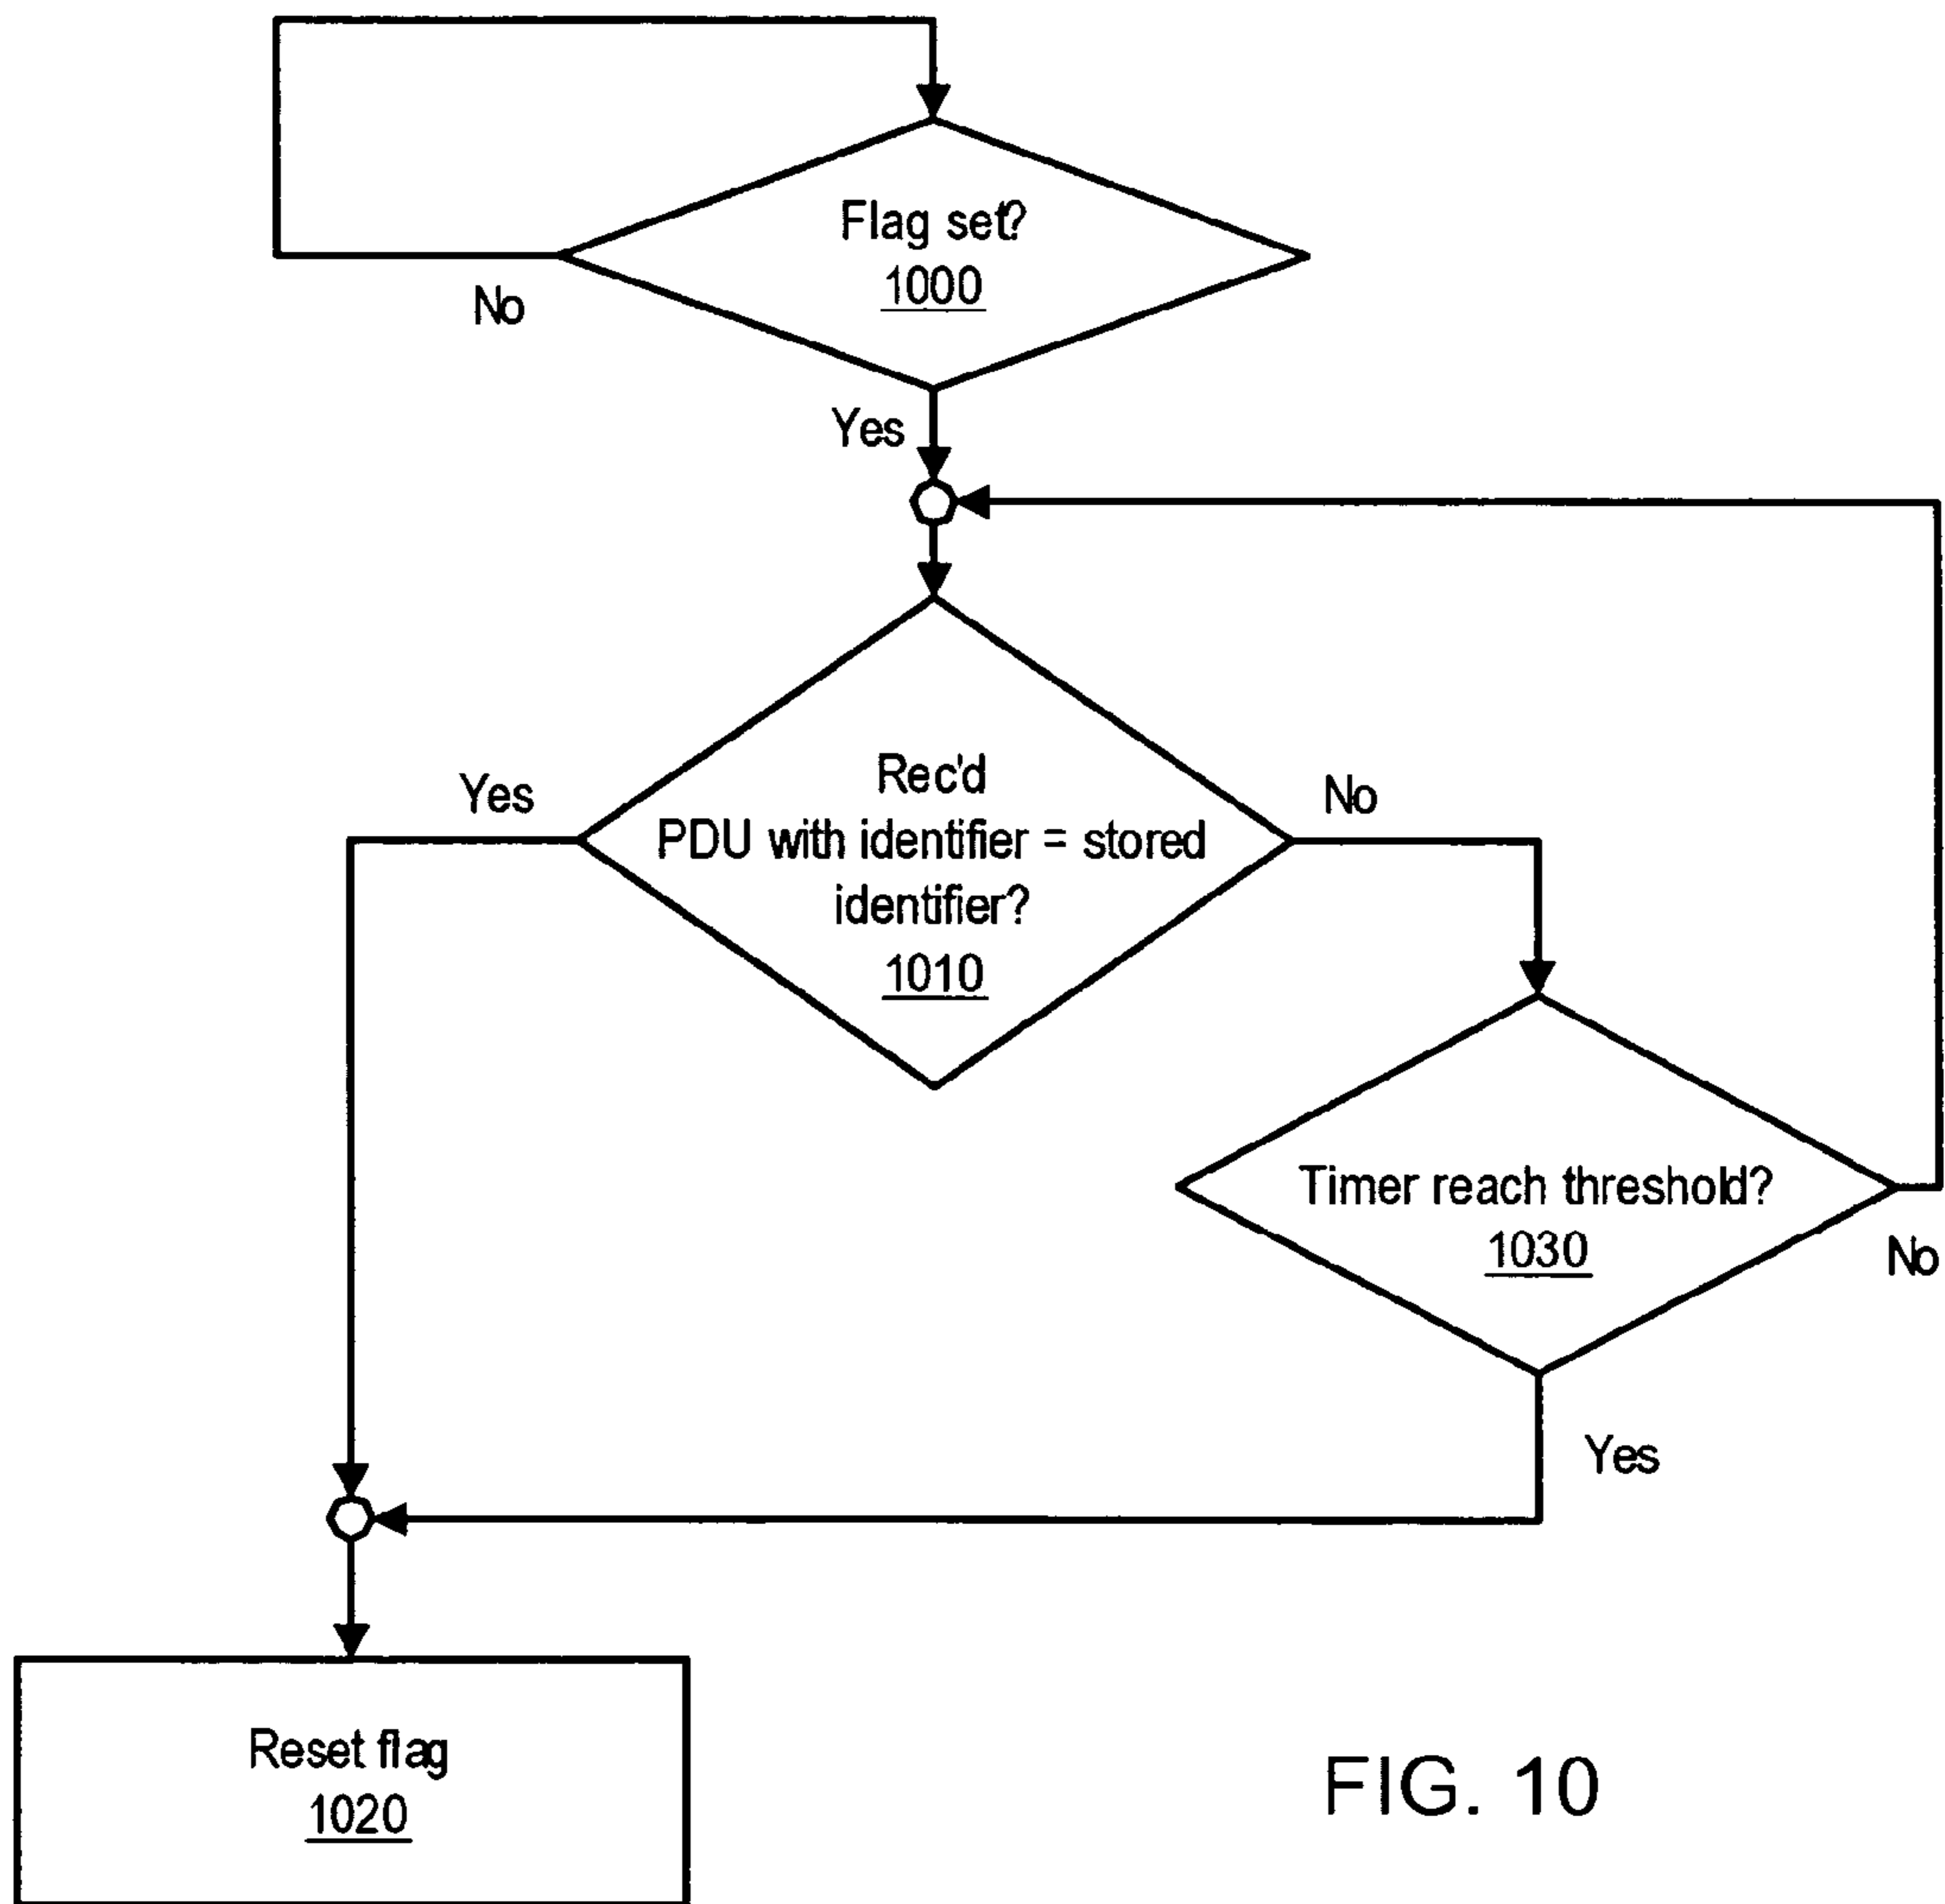 Flag set?
1000
No
Yes
Rec'd
PDU with identifier = stored
identifier?
1010
Yes
No
Timer reach threshold?
1030
No
Yes
Reset flag
1020
FIG. 10